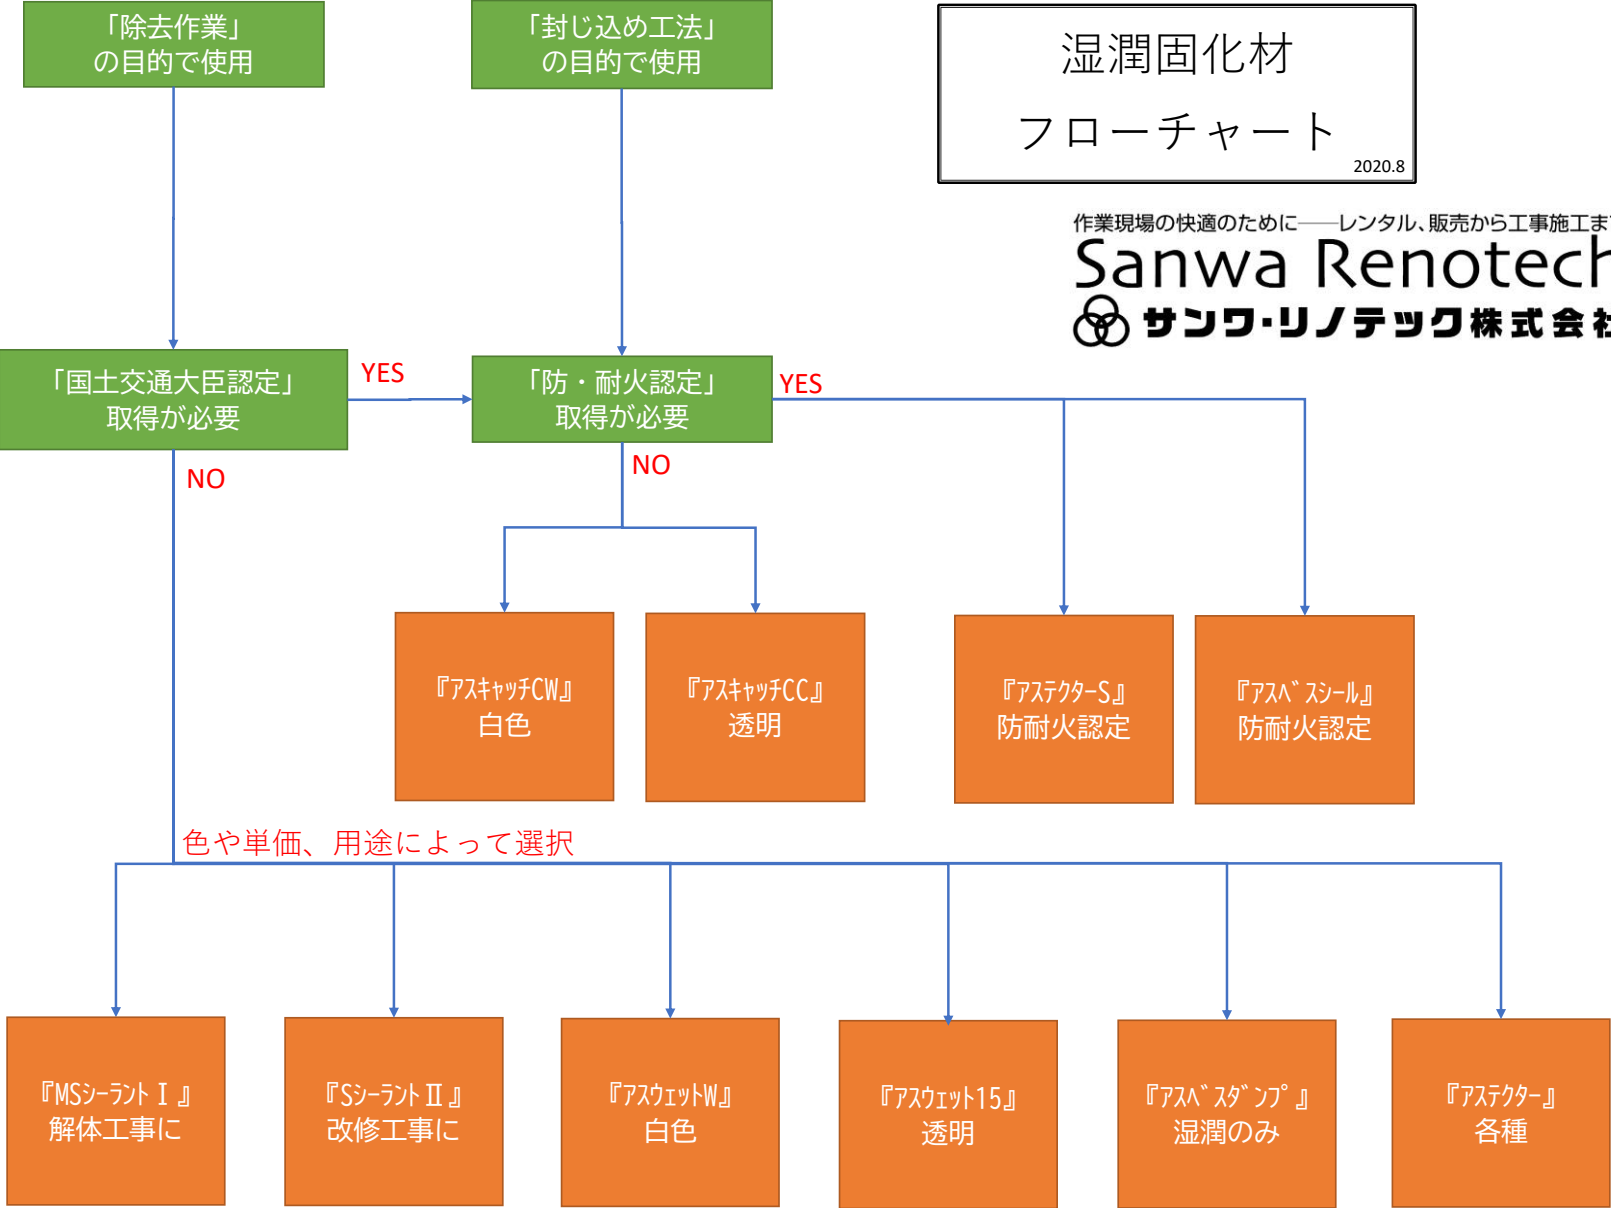 「除去作業」
の目的で使用
「封じ込め工法」
の目的で使用
湿潤固化材
フローチャート
2020.8
作業現場の快適のために──レンタル、販売から工事施工ま
Sanwa Renotech
サンワ・リノテック株式会社
「国土交通大臣認定」
取得が必要
YES
「防・耐火認定」
取得が必要
YES
NO
NO
『ｱｽｷｬｯﾁCW』
白色
『ｱｽｷｬｯﾁCC』
透明
『ｱｽﾃｸﾀｰS』
防耐火認定
『ｱｽﾍﾞｽｼｰﾙ』
防耐火認定
色や単価、用途によって選択
『MSｼｰﾗﾝﾄⅠ』
解体工事に
『SｼｰﾗﾝﾄⅡ』
改修工事に
『ｱｽｳｪｯﾄW』
白色
『ｱｽｳｪｯﾄ15』
透明
『ｱｽﾍﾞｽﾀﾞﾝﾌﾟ』
湿潤のみ
『ｱｽﾃｸﾀｰ』
各種